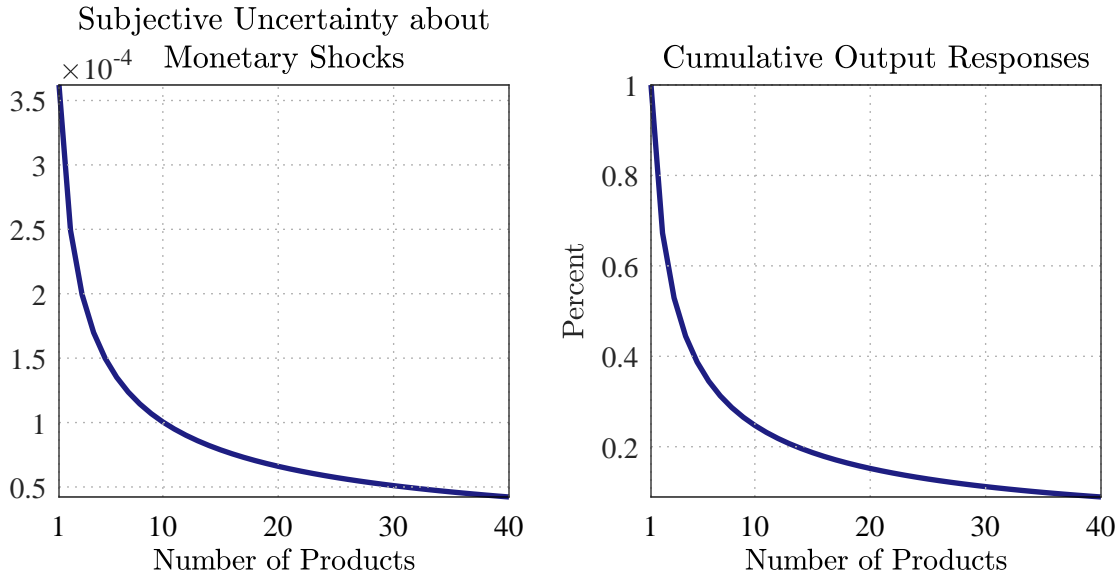 Subjective Uncertainty about
Monetary Shocks
×10⁻⁴
3.5
3
2.5
2
1.5
1
0.5
1 10 20 30 40
Number of Products
Cumulative Output Responses
Percent
1
0.8
0.6
0.4
0.2
1 10 20 30 40
Number of Products